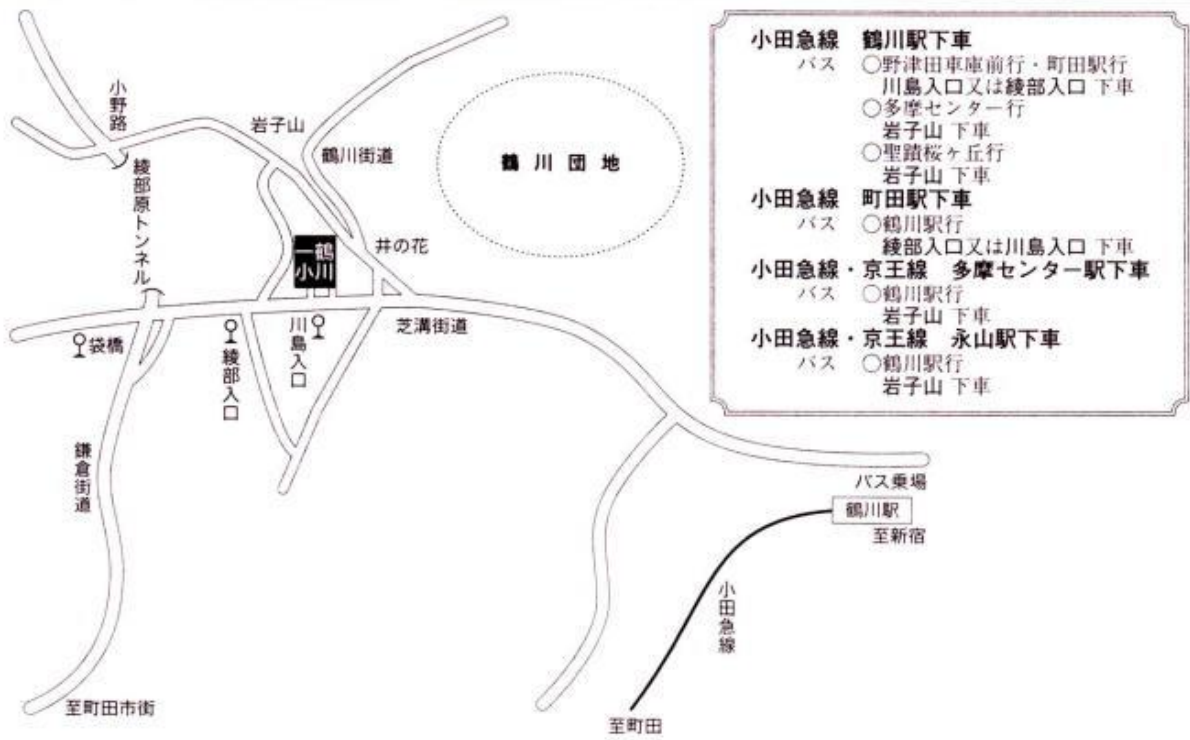 小田急線 鶴川駅下車
バス ○野津田車庫前行・町田駅行
川島入口又は綾部入口 下車
○多摩センター行
岩子山 下車
○聖蹟桜ヶ丘行
岩子山 下車
小田急線 町田駅下車
バス ○鶴川駅行
綾部入口又は川島入口 下車
小田急線・京王線 多摩センター駅下車
バス ○鶴川駅行
岩子山 下車
小田急線・京王線 永山駅下車
バス ○鶴川駅行
岩子山 下車
小野路
岩子山
鶴川街道
鶴川団地
綾部原トンネル
鶴川
一小
井の花
袋橋
綾部入口
川島入口
芝溝街道
鎌倉街道
バス乗場
鶴川駅
至新宿
小田急線
至町田市街
至町田